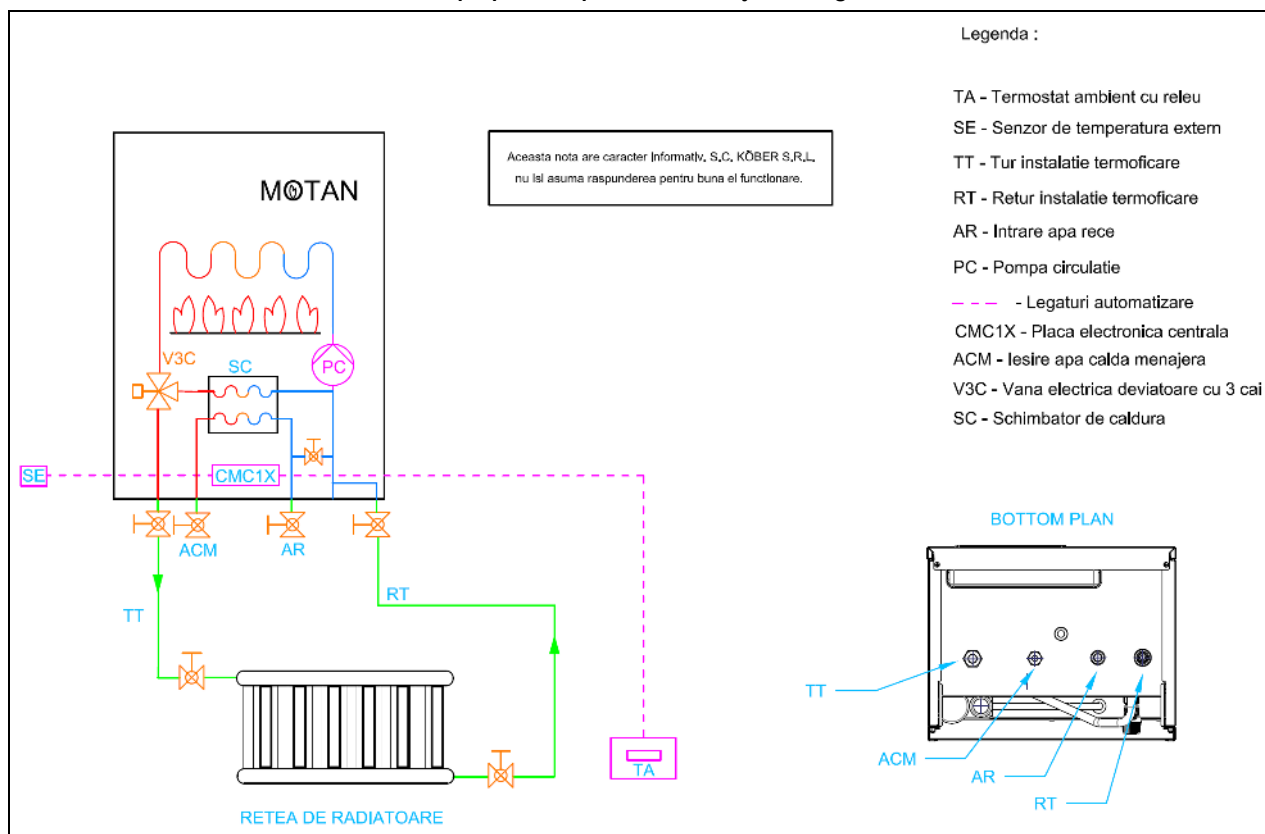 Legenda :
TA - Termostat ambient cu releu
SE - Senzor de temperatura extern
TT - Tur instalatie termoficare
RT - Retur instalatie termoficare
AR - Intrare apa rece
PC - Pompa circulatie
- Legaturi automatizare
CMC1X - Placa electronica centrala
ACM - Iesire apa calda menajera
V3C - Vana electrica deviatoare cu 3 cai
SC - Schimbator de caldura
Aceasta nota are caracter informativ, S.C. KÖBER S.R.L.
nu isi asuma raspunderea pentru buna ei functionare.
MOTAN
V3C
SC
PC
SE
CMC1X
ACM
AR
TT
RT
TA
RETEA DE RADIATOARE
BOTTOM PLAN
TT
ACM
AR
RT